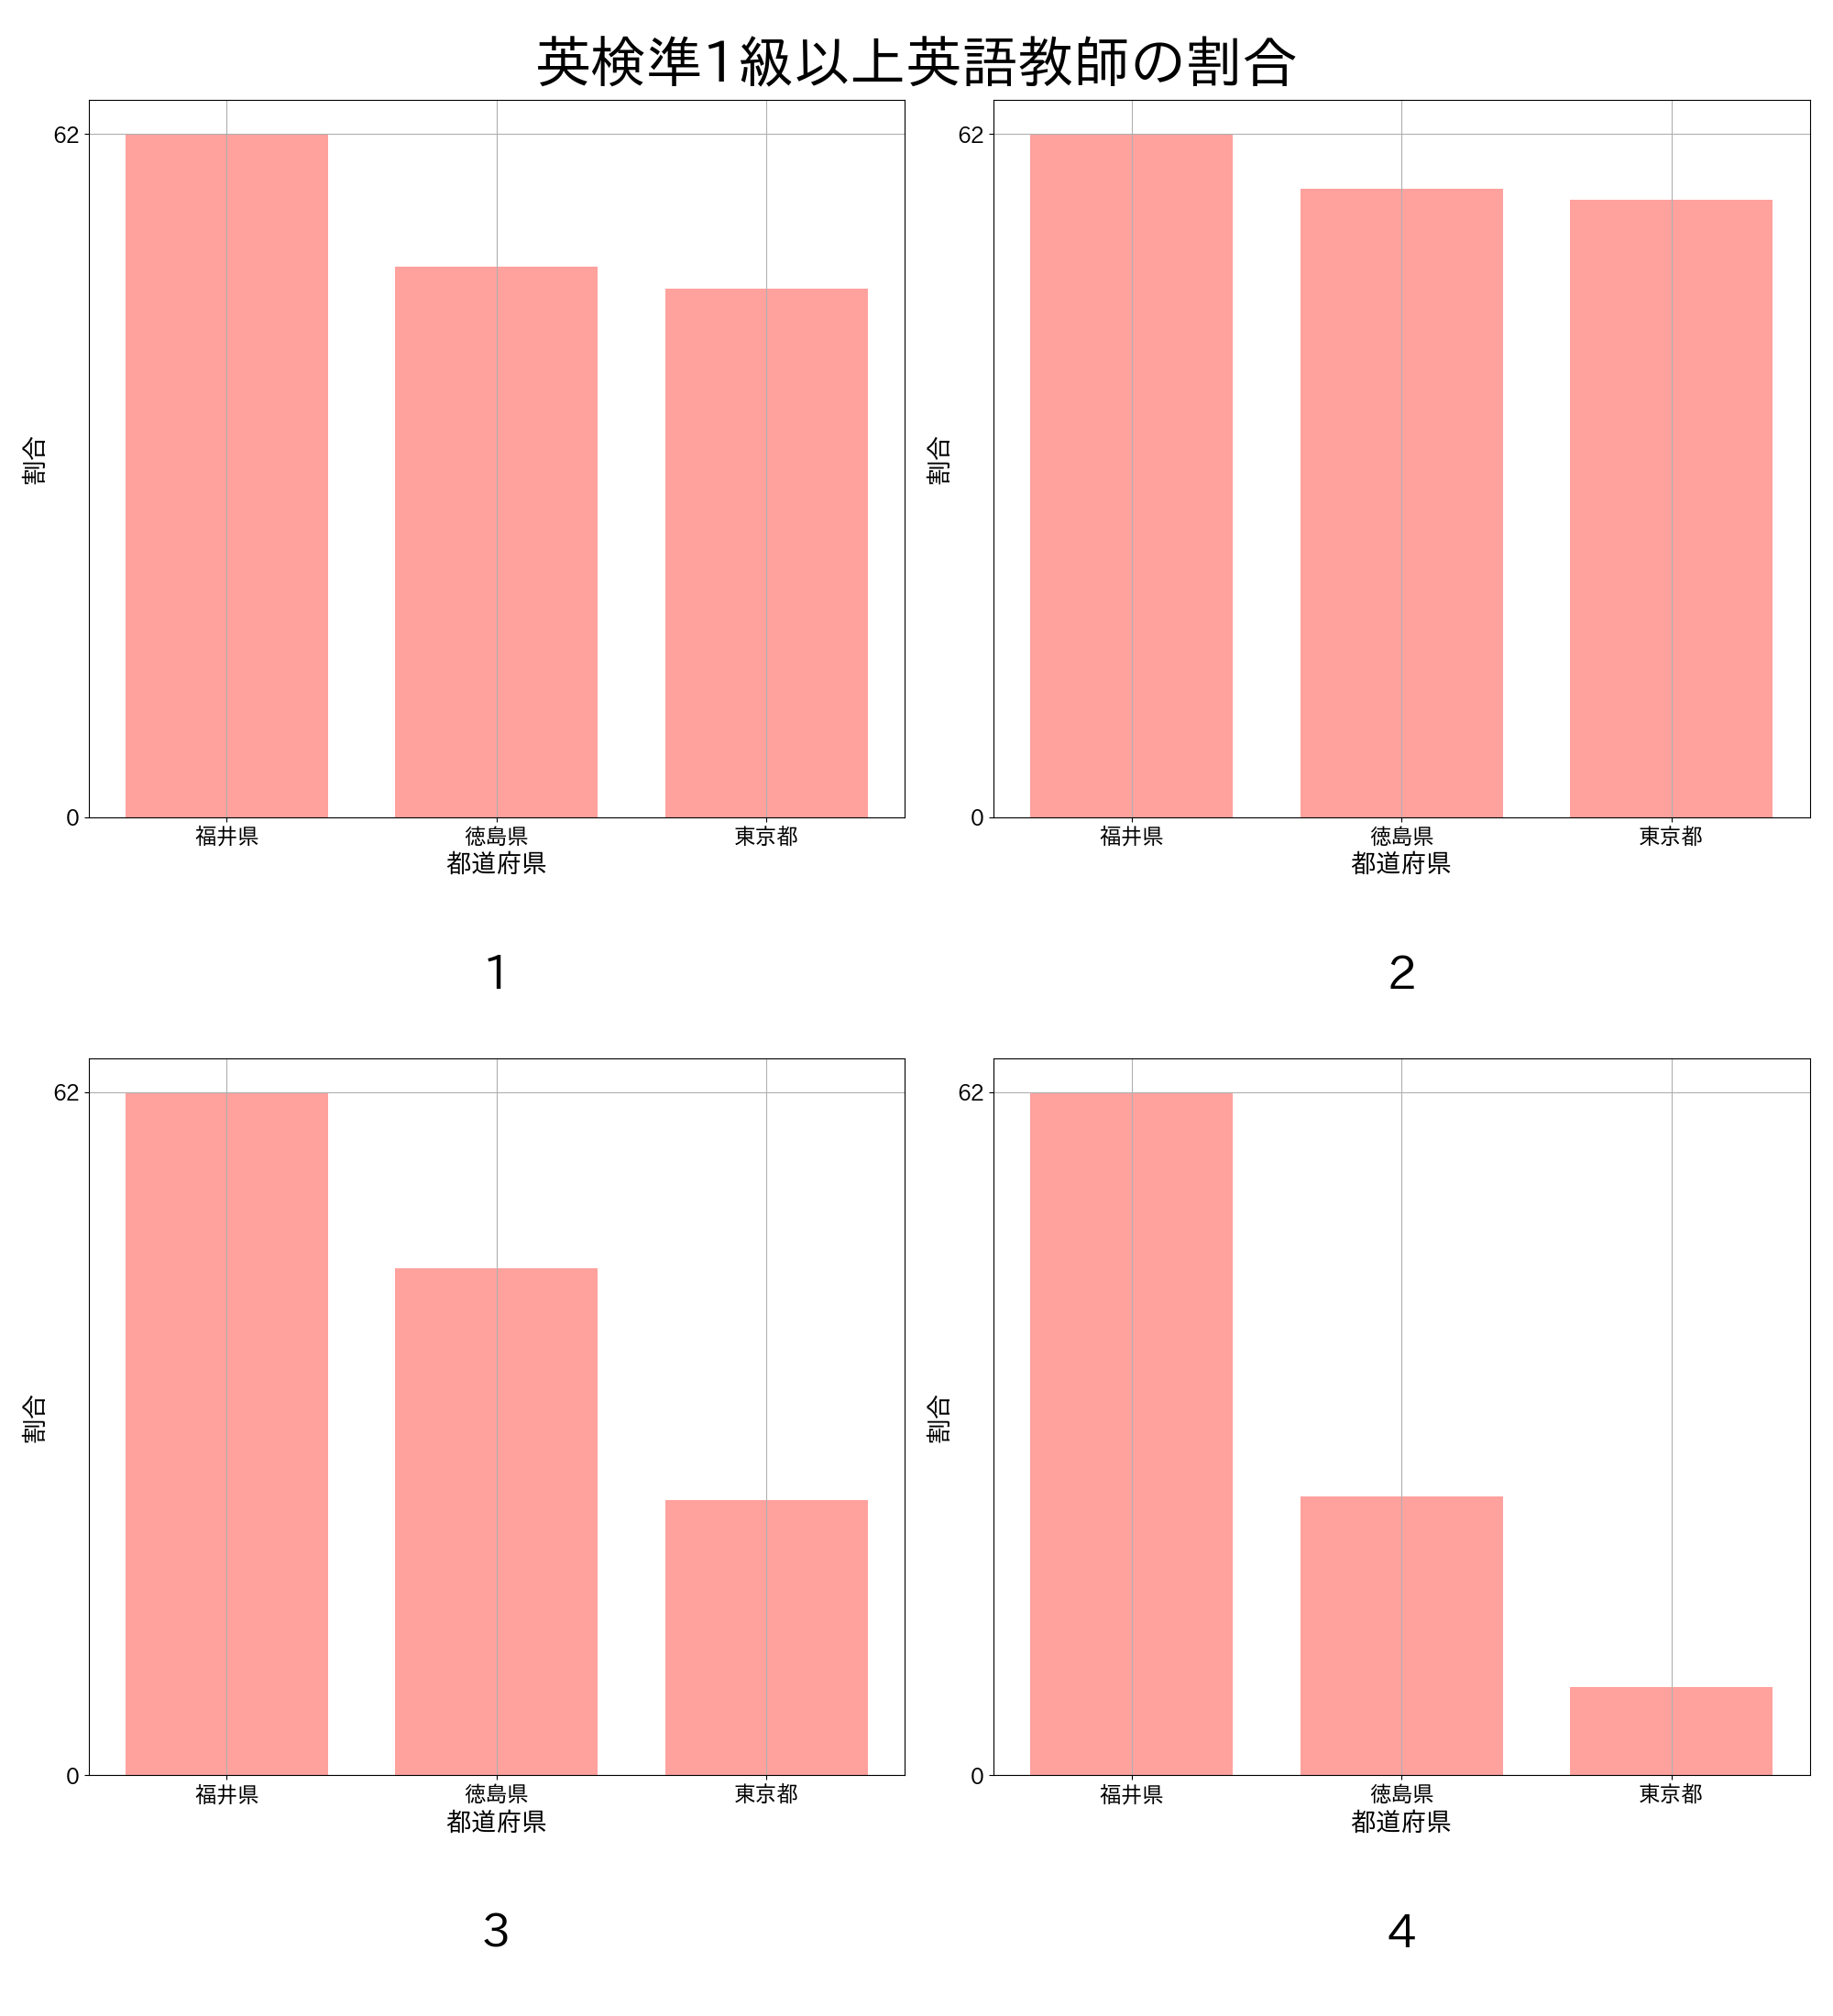 英検準1級以上英語教師の割合
62
0
割合
福井県 徳島県 東京都
都道府県
1
62
0
割合
福井県 徳島県 東京都
都道府県
2
62
0
割合
福井県 徳島県 東京都
都道府県
3
62
0
割合
福井県 徳島県 東京都
都道府県
4